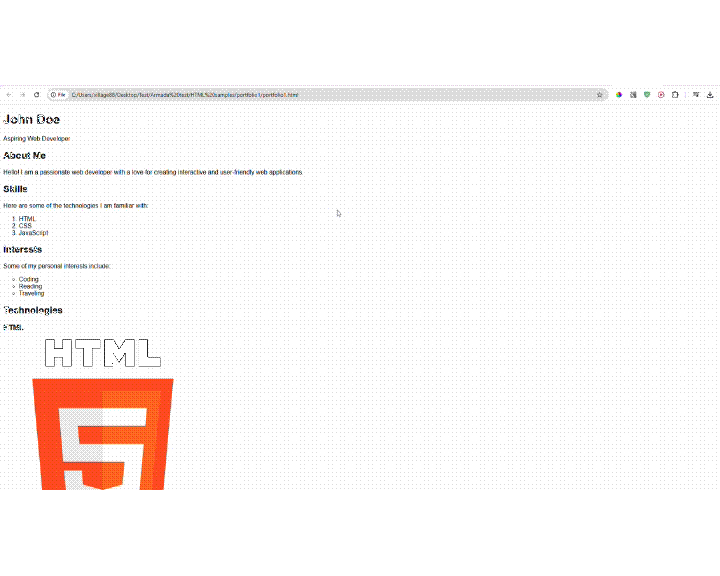 File C:/Users/village88/Desktop/Test/Armada%20test/HTML%20samples/portfolio1/portfolio1.html
John Doe
Aspiring Web Developer
About Me
Hello! I am a passionate web developer with a love for creating interactive and user-friendly web applications.
Skills
Here are some of the technologies I am familiar with:
1. HTML
2. CSS
3. JavaScript
Interests
Some of my personal interests include:
Coding
Reading
Traveling
Technologies
HTML
HTML
5